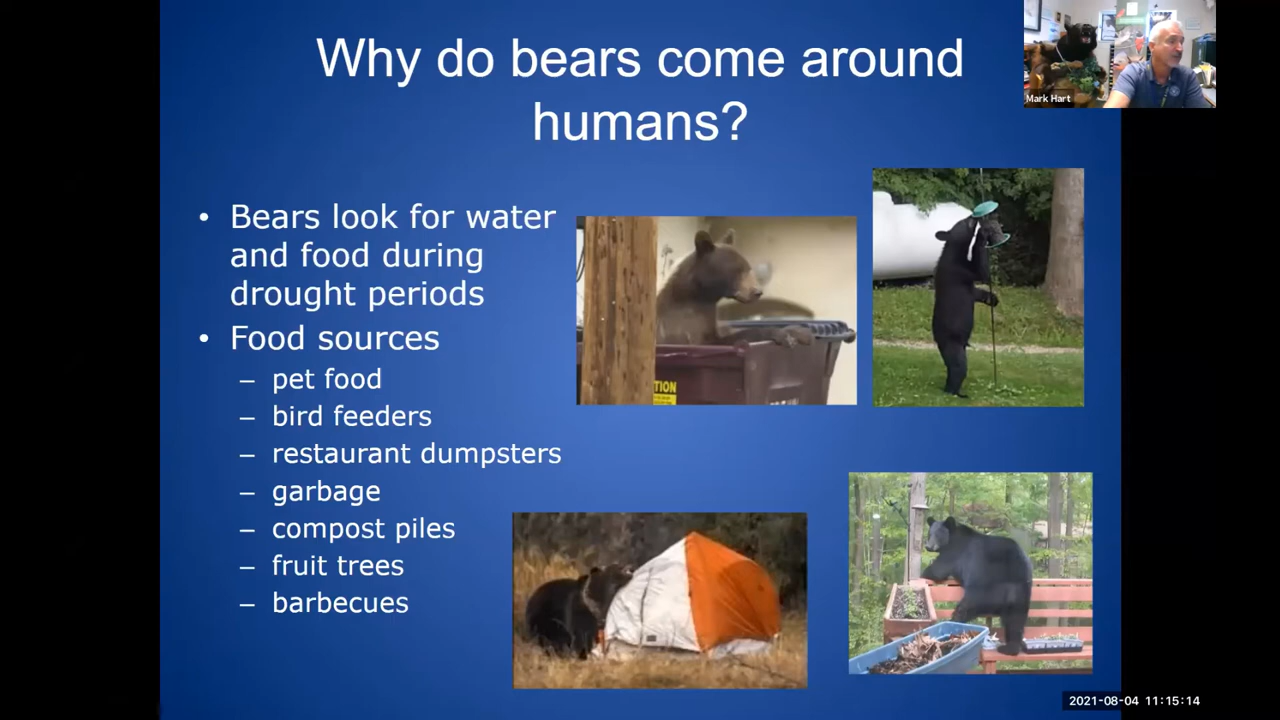 Why do bears come around
humans?
Mark Hart
• Bears look for water
and food during
drought periods
• Food sources
– pet food
– bird feeders
– restaurant dumpsters
– garbage
– compost piles
– fruit trees
– barbecues
TION
2021-08-04 11:15:14